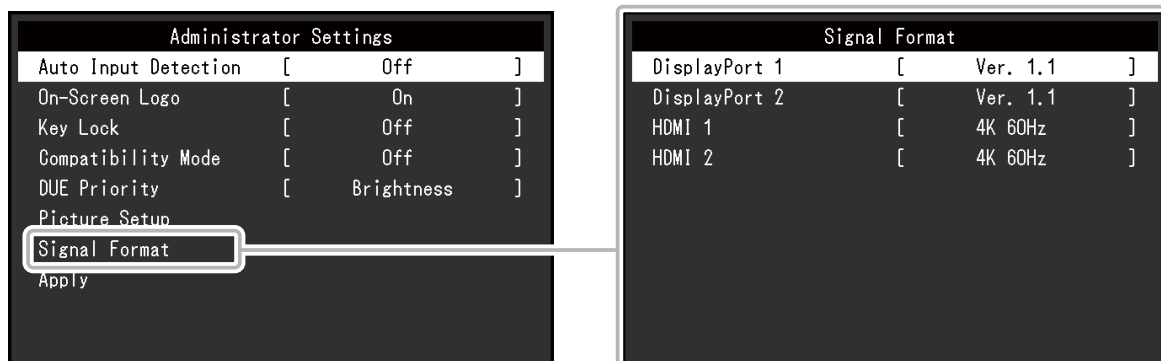 Administrator Settings
Auto Input Detection [ Off ]
On-Screen Logo [ On ]
Key Lock [ Off ]
Compatibility Mode [ Off ]
DUE Priority [ Brightness ]
Picture Setup
Signal Format
Apply
Signal Format
DisplayPort 1 [ Ver. 1.1 ]
DisplayPort 2 [ Ver. 1.1 ]
HDMI 1 [ 4K 60Hz ]
HDMI 2 [ 4K 60Hz ]